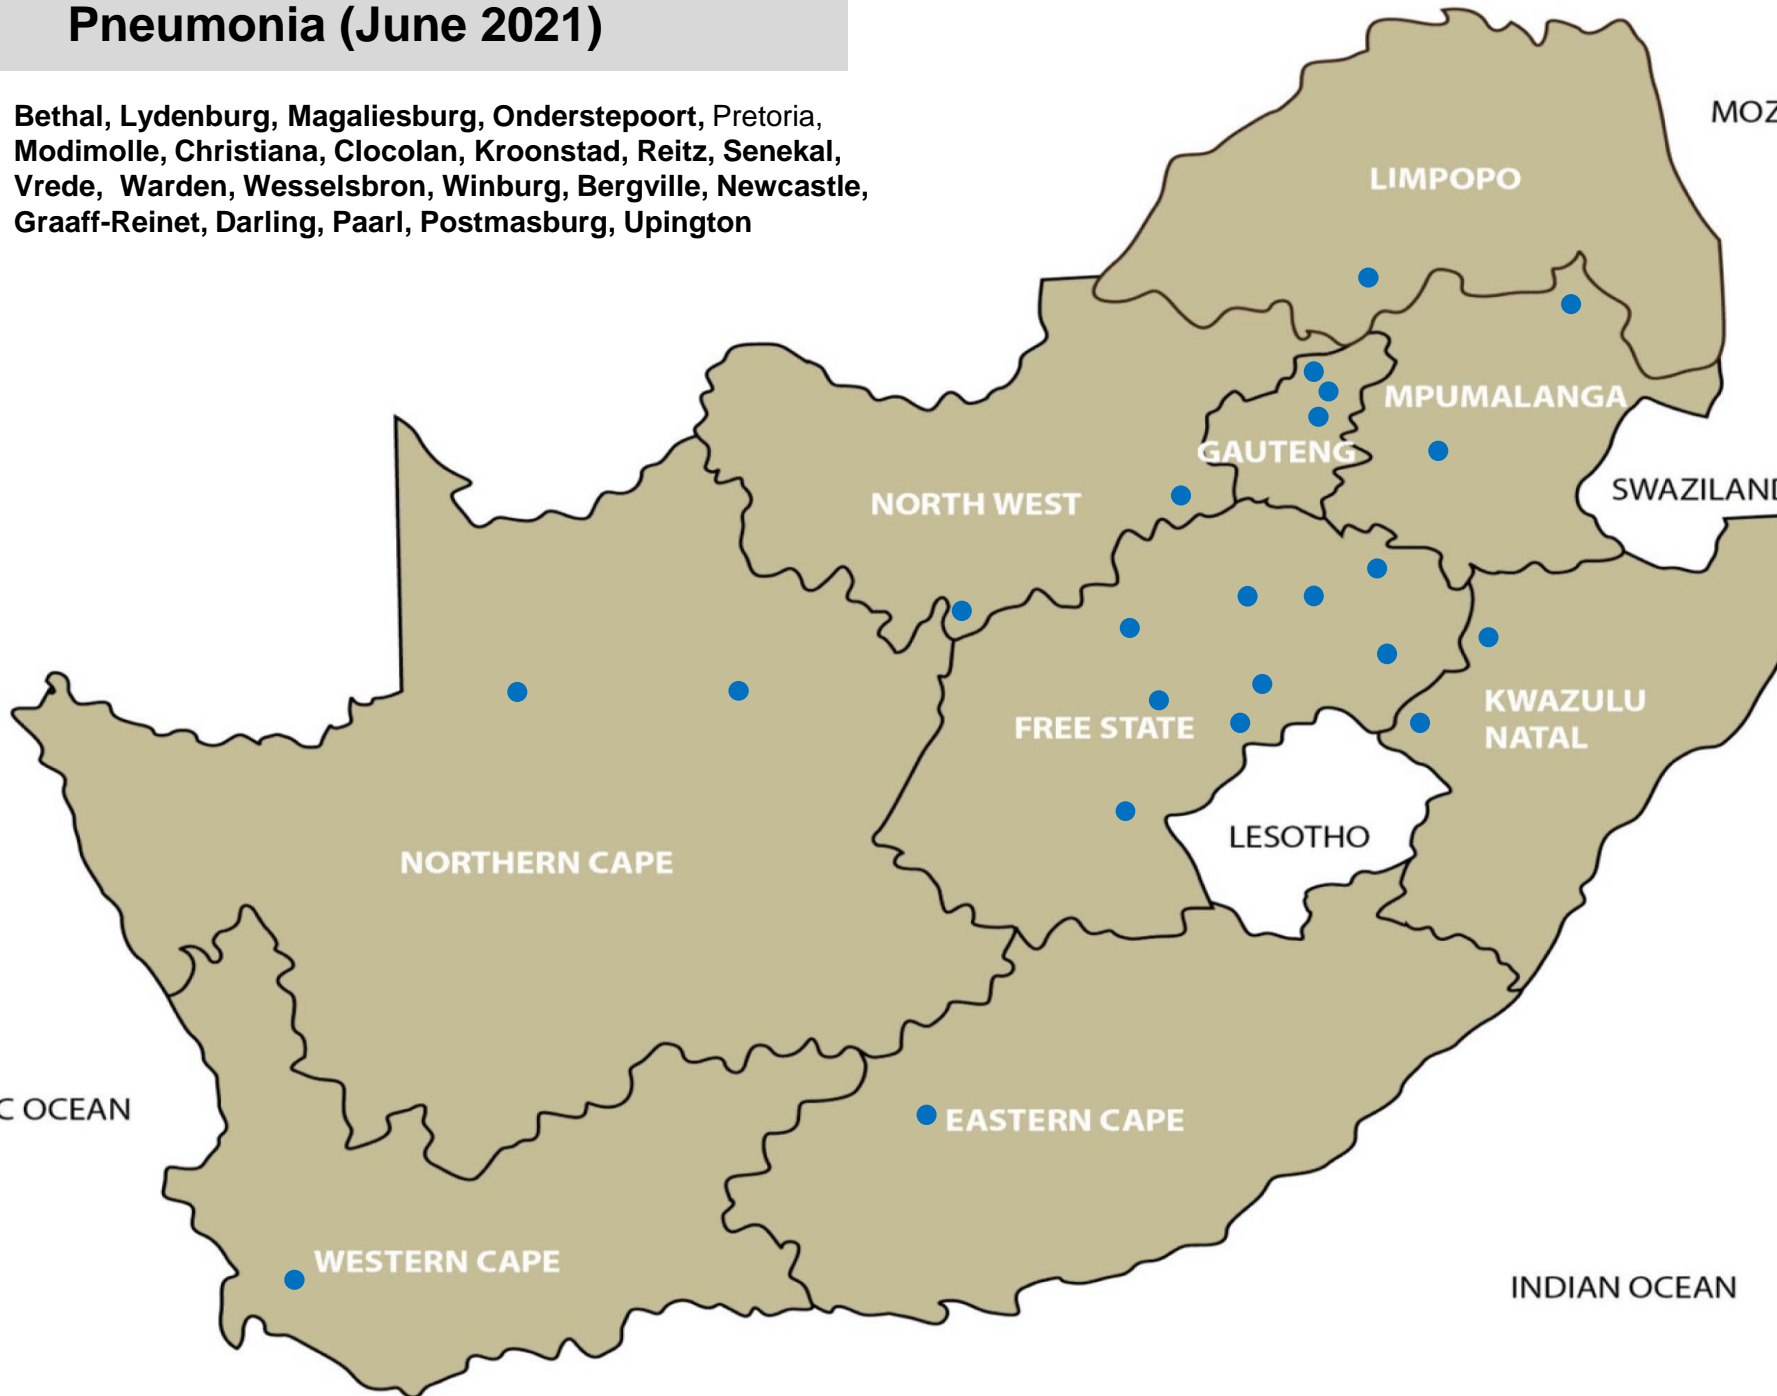 Pneumonia (June 2021)
Bethal, Lydenburg, Magaliesburg, Onderstepoort, Pretoria,
Modimolle, Christiana, Clocolan, Kroonstad, Reitz, Senekal,
Vrede, Warden, Wesselsbron, Winburg, Bergville, Newcastle,
Graaff-Reinet, Darling, Paarl, Postmasburg, Upington
MOZ
LIMPOPO
MPUMALANGA
GAUTENG
SWAZILAND
NORTH WEST
KWAZULU
NATAL
FREE STATE
LESOTHO
NORTHERN CAPE
C OCEAN
EASTERN CAPE
WESTERN CAPE
INDIAN OCEAN